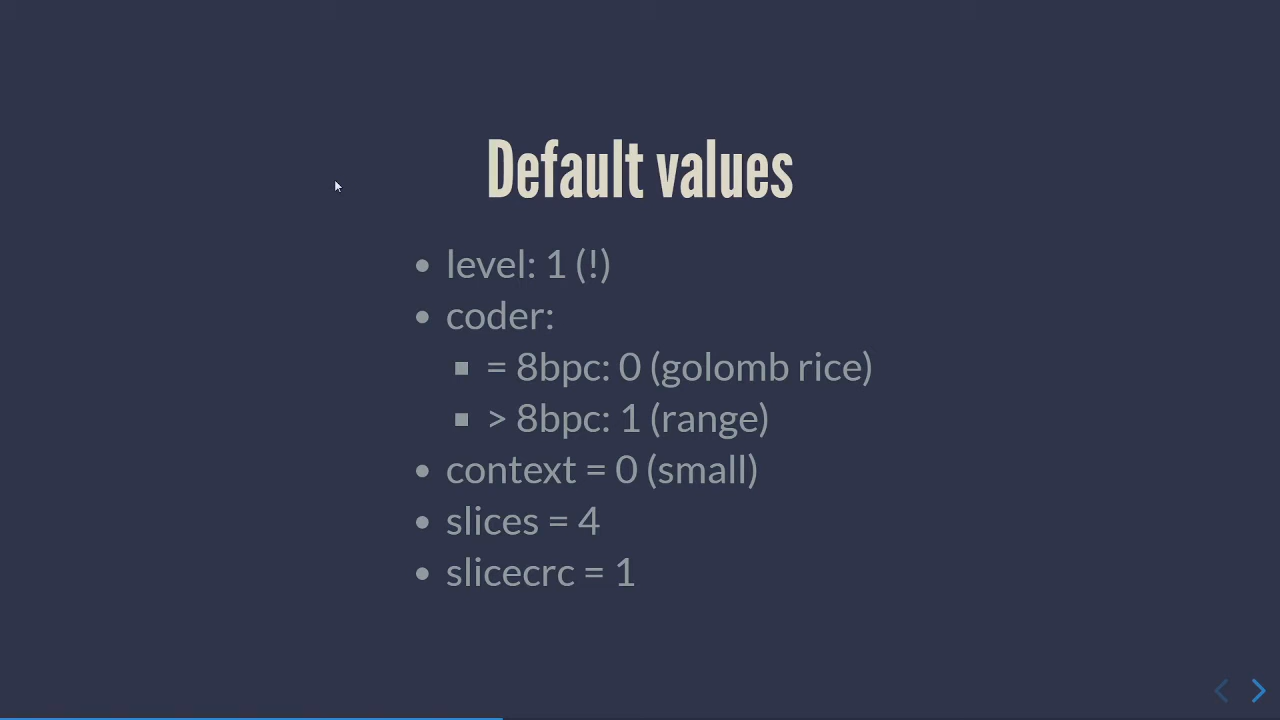 Default values
level: 1 (!)
coder:
= 8bpc: 0 (golomb rice)
> 8bpc: 1 (range)
context = 0 (small)
slices = 4
slicecrc = 1